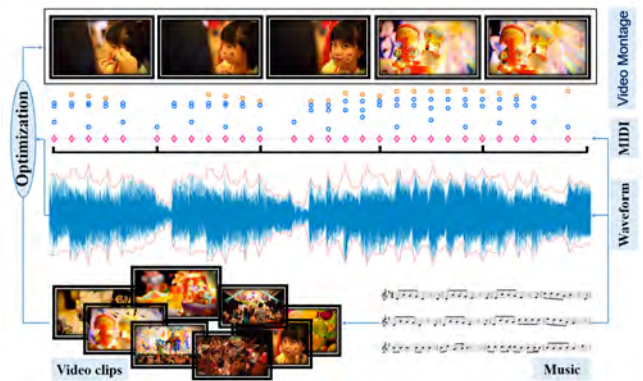 Video Montage
Optimization
MIDI
Waveform
Video clips
Music